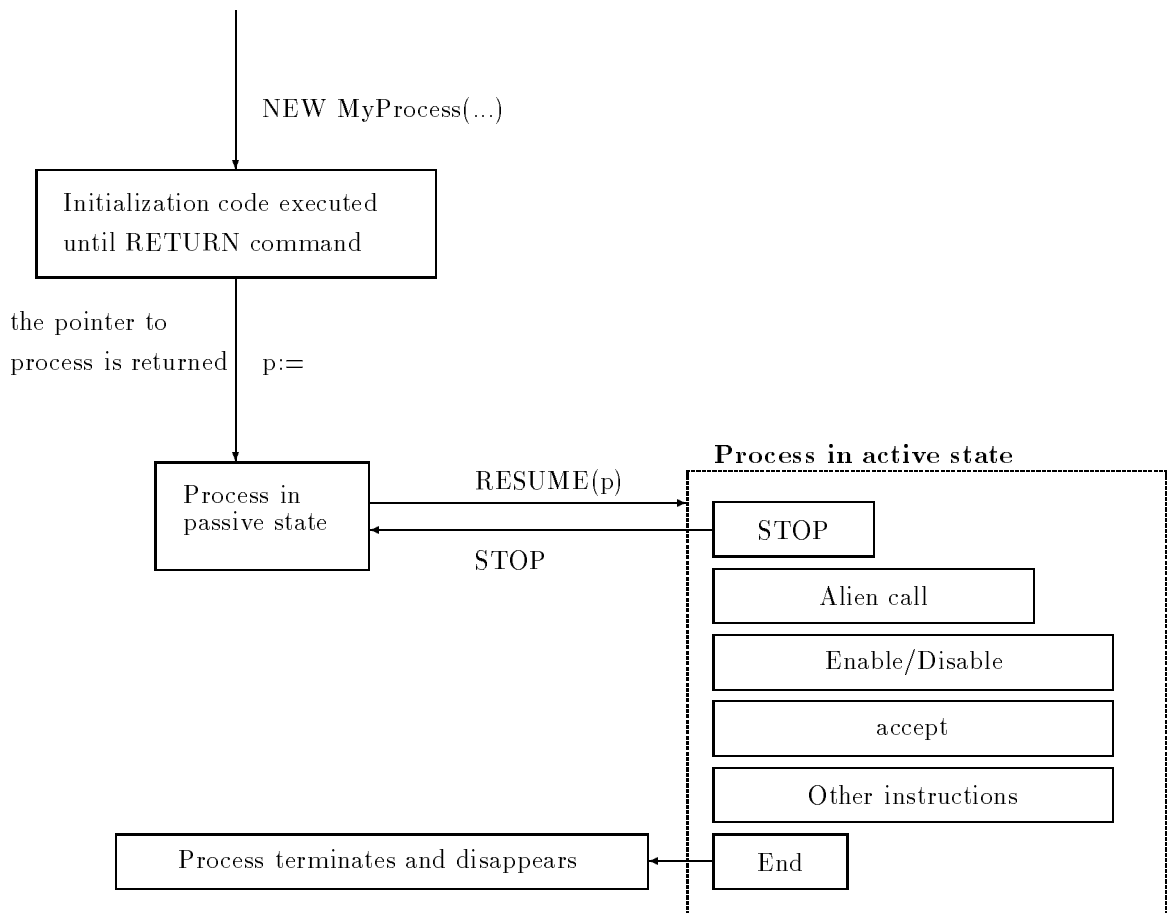 NEW MyProcess(...)
Initialization code executed
until RETURN command
the pointer to
process is returned
p:=
Process in active state
Process in
passive state
RESUME(p)
STOP
STOP
Alien call
Enable/Disable
accept
Other instructions
Process terminates and disappears
End